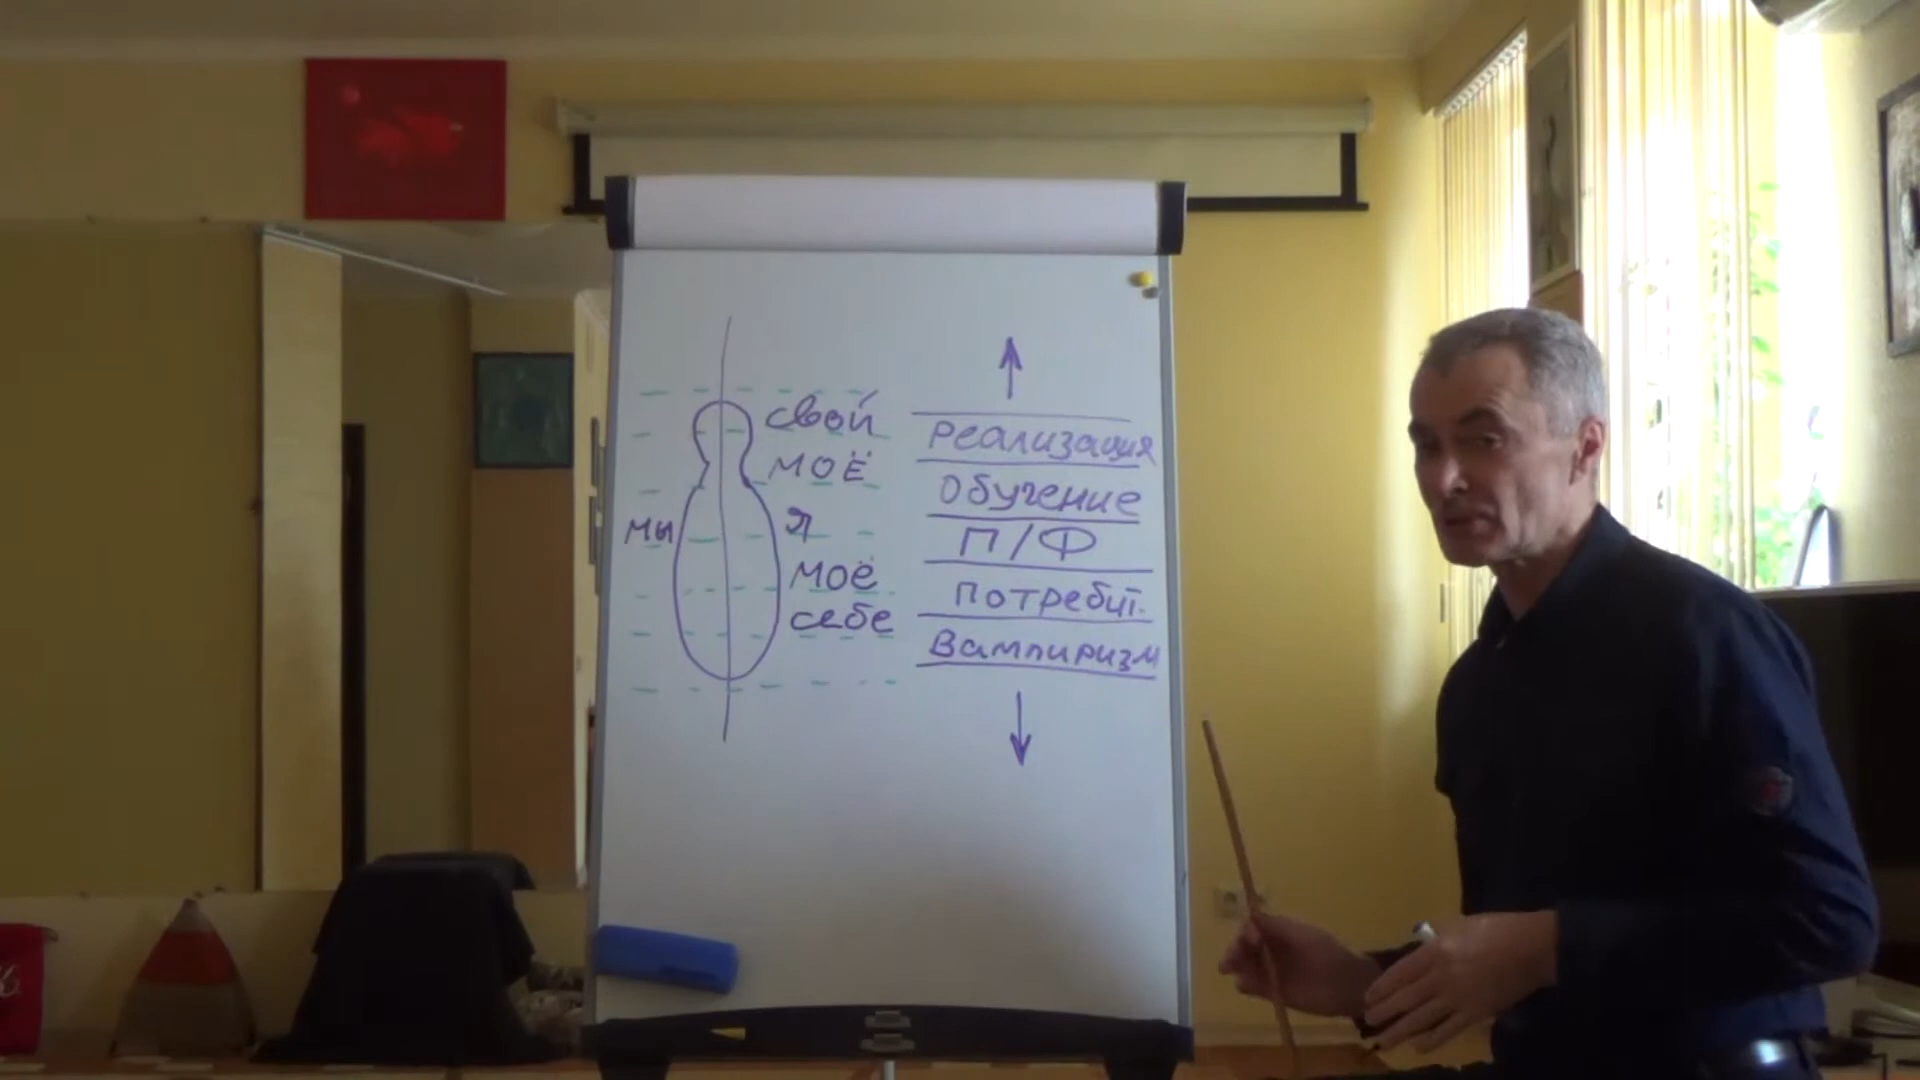 свой
моё
мы
я
моё
себе
Реализация
Обучение
П/Ф
Потребит.
Вампиризм